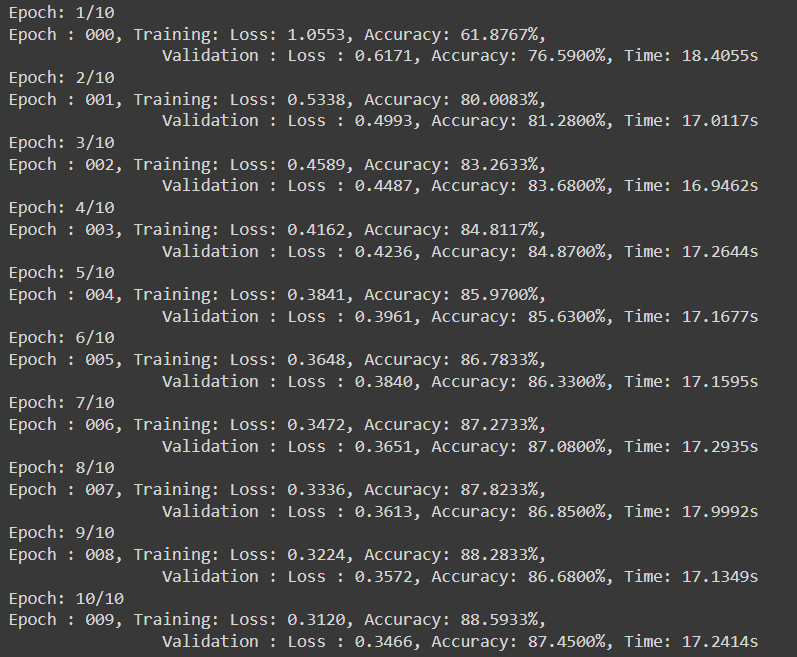 Epoch: 1/10
Epoch : 000, Training: Loss: 1.0553, Accuracy: 61.8767%,
Validation : Loss : 0.6171, Accuracy: 76.5900%, Time: 18.4055s
Epoch: 2/10
Epoch : 001, Training: Loss: 0.5338, Accuracy: 80.0083%,
Validation : Loss : 0.4993, Accuracy: 81.2800%, Time: 17.0117s
Epoch: 3/10
Epoch : 002, Training: Loss: 0.4589, Accuracy: 83.2633%,
Validation : Loss : 0.4487, Accuracy: 83.6800%, Time: 16.9462s
Epoch: 4/10
Epoch : 003, Training: Loss: 0.4162, Accuracy: 84.8117%,
Validation : Loss : 0.4236, Accuracy: 84.8700%, Time: 17.2644s
Epoch: 5/10
Epoch : 004, Training: Loss: 0.3841, Accuracy: 85.9700%,
Validation : Loss : 0.3961, Accuracy: 85.6300%, Time: 17.1677s
Epoch: 6/10
Epoch : 005, Training: Loss: 0.3648, Accuracy: 86.7833%,
Validation : Loss : 0.3840, Accuracy: 86.3300%, Time: 17.1595s
Epoch: 7/10
Epoch : 006, Training: Loss: 0.3472, Accuracy: 87.2733%,
Validation : Loss : 0.3651, Accuracy: 87.0800%, Time: 17.2935s
Epoch: 8/10
Epoch : 007, Training: Loss: 0.3336, Accuracy: 87.8233%,
Validation : Loss : 0.3613, Accuracy: 86.8500%, Time: 17.9992s
Epoch: 9/10
Epoch : 008, Training: Loss: 0.3224, Accuracy: 88.2833%,
Validation : Loss : 0.3572, Accuracy: 86.6800%, Time: 17.1349s
Epoch: 10/10
Epoch : 009, Training: Loss: 0.3120, Accuracy: 88.5933%,
Validation : Loss : 0.3466, Accuracy: 87.4500%, Time: 17.2414s